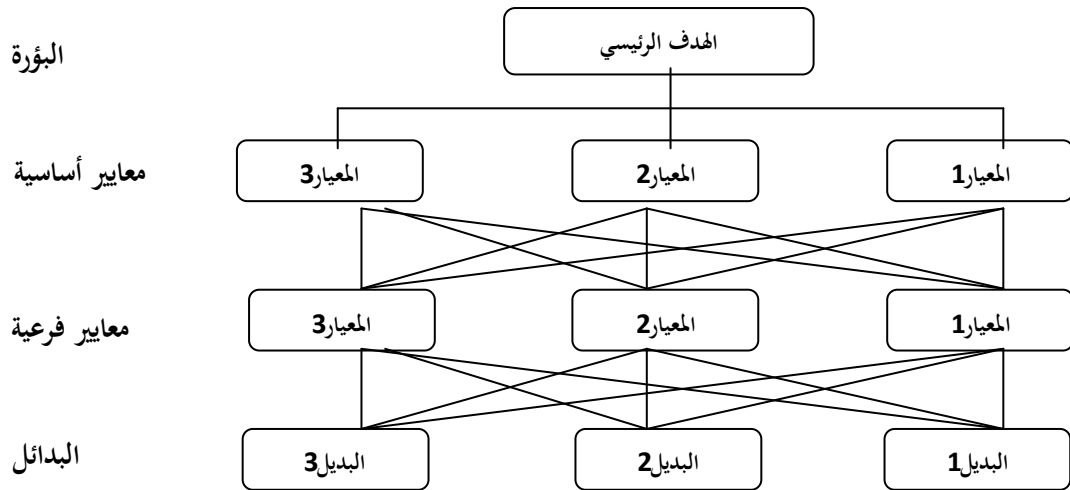 الهدف الرئيسي
البؤرة
المعيار1
المعيار2
المعيار3
معايير أساسية
المعيار1
المعيار2
المعيار3
معايير فرعية
البديل1
البديل2
البديل3
البدائل